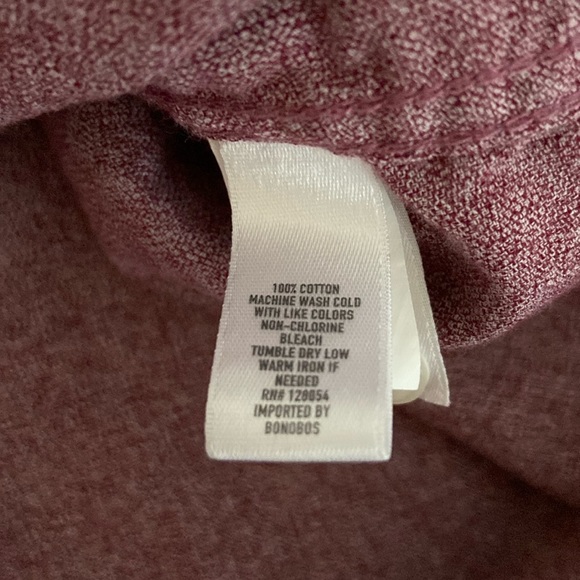 100% COTTON
MACHINE WASH COLD
WITH LIKE COLORS
NON-CHLORINE
BLEACH
TUMBLE DRY LOW
WARM IRON IF
NEEDED
RN# 128054
IMPORTED BY
BONOBOS